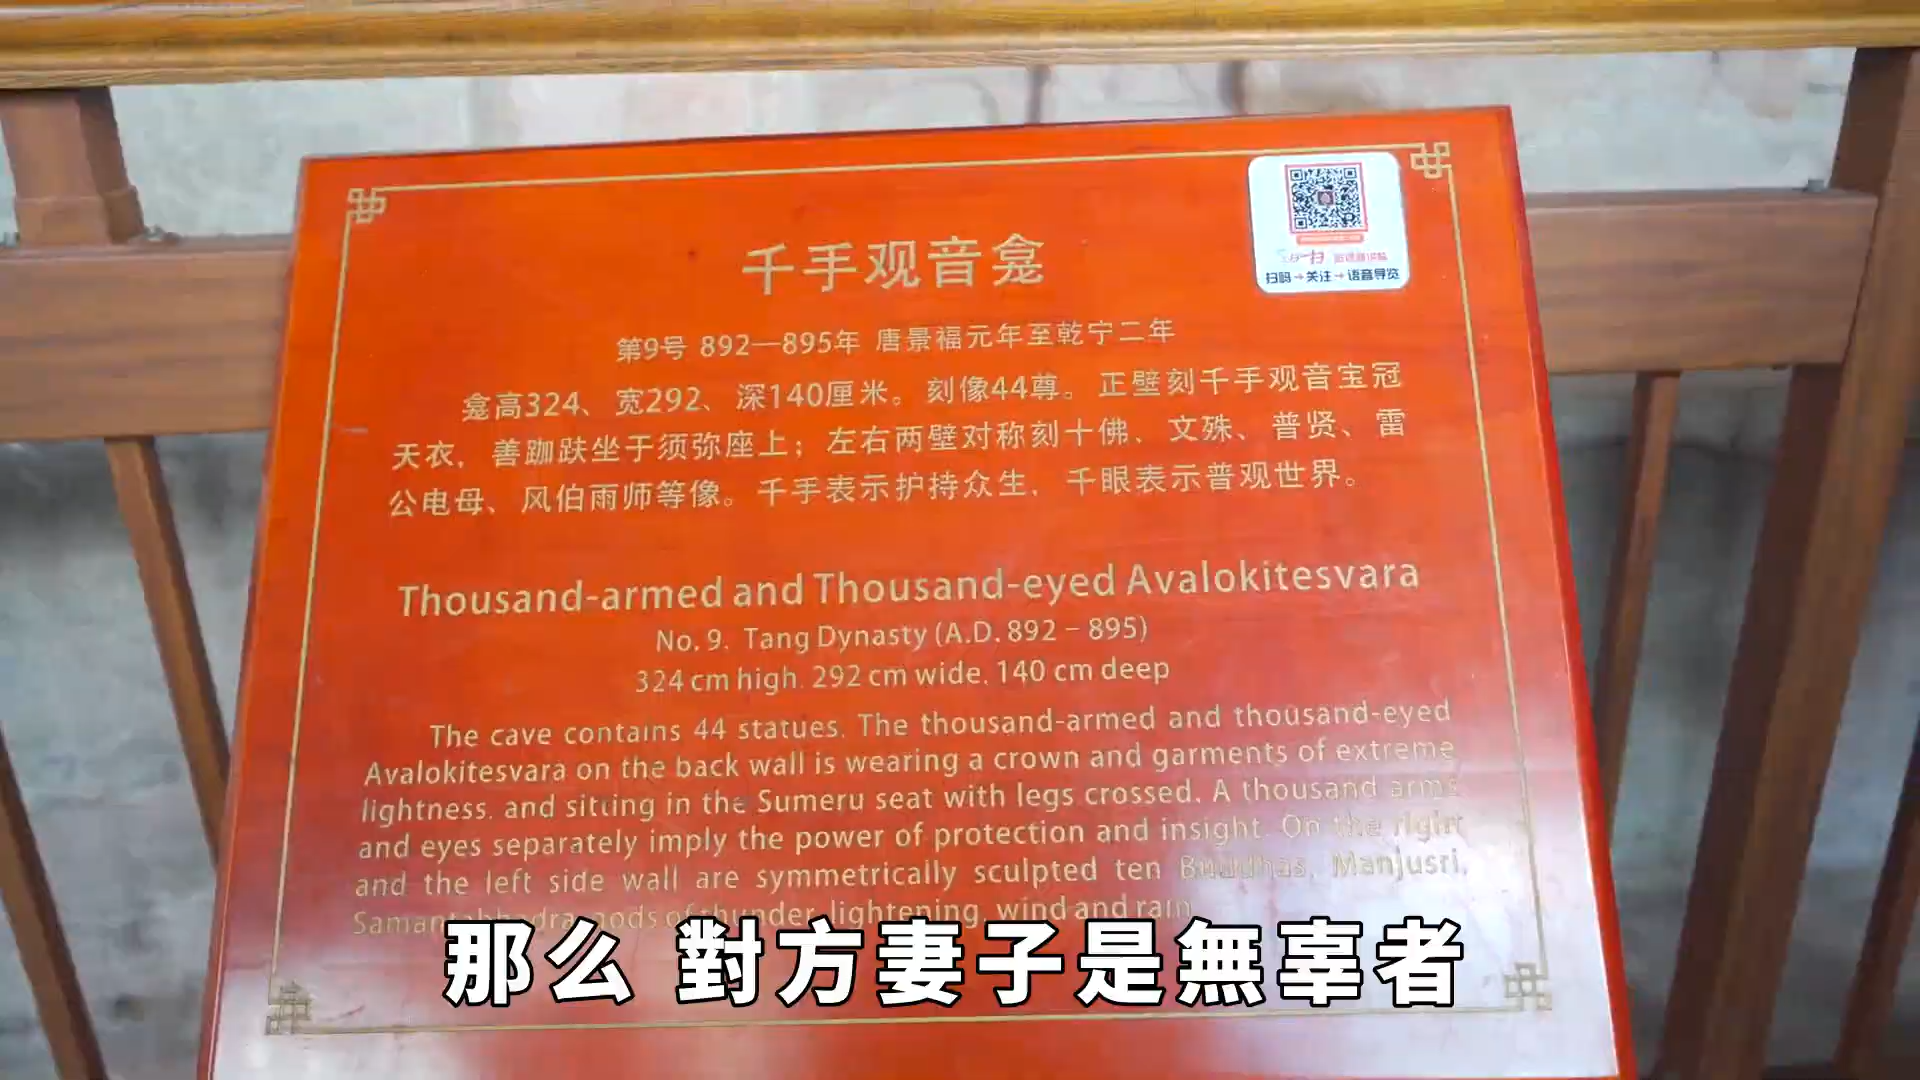 千手观音龛
扫一扫
扫码→关注→语音导览
第9号 892—895年 唐景福元年至乾宁二年
龛高324、宽292、深140厘米。刻像44尊。正壁刻千手观音宝冠
天衣，善跏趺坐于须弥座上；左右两壁对称刻十佛、文殊、普贤、雷
公电母、风伯雨师等像。千手表示护持众生，千眼表示普观世界。
Thousand-armed and Thousand-eyed Avalokitesvara
No. 9, Tang Dynasty (A.D. 892 - 895)
324 cm high, 292 cm wide, 140 cm deep
The cave contains 44 statues. The thousand-armed and thousand-eyed
Avalokitesvara on the back wall is wearing a crown and garments of extreme
lightness, and sitting in the Sumeru seat with legs crossed. A thousand arms
and eyes separately imply the power of protection and insight. On the right
and the left side wall are symmetrically sculpted ten Buddhas, Manjusri,
Samantabhadra, gods of thunder, lightening, wind and rain.
那么 對方妻子是無辜者